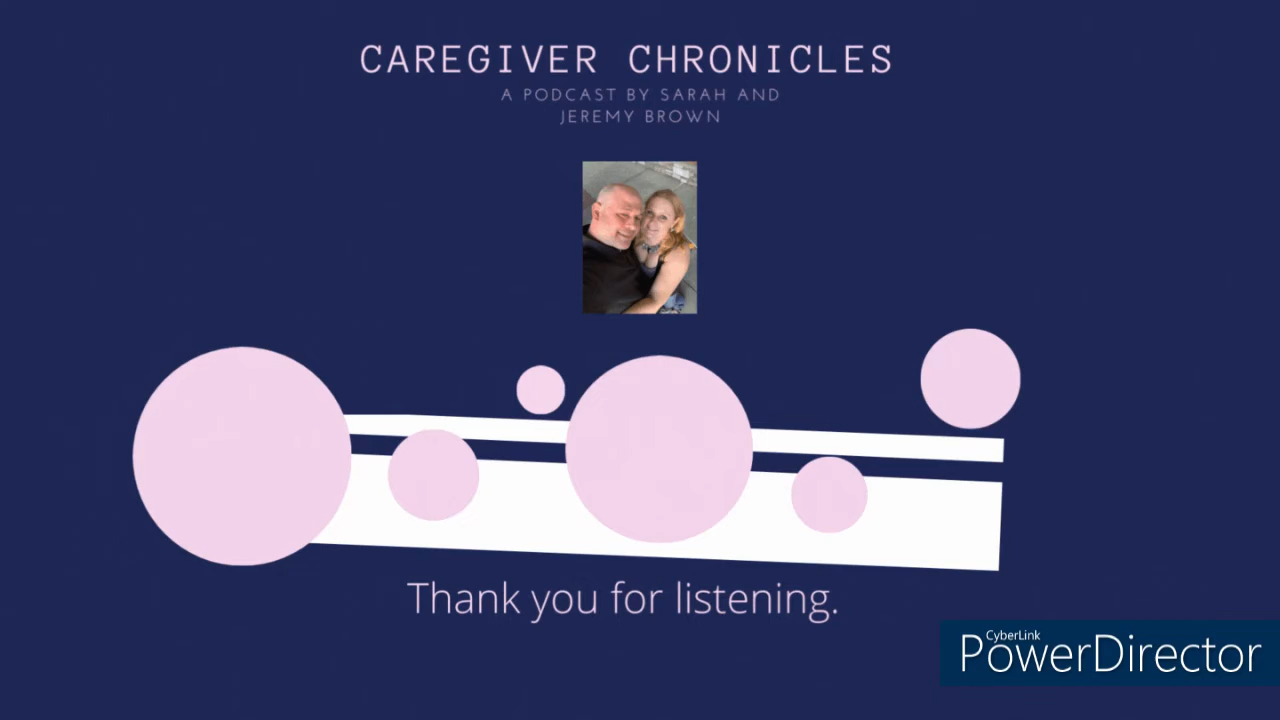 CAREGIVER CHRONICLES
A PODCAST BY SARAH AND
JEREMY BROWN
Thank you for listening.
CyberLink
PowerDirector